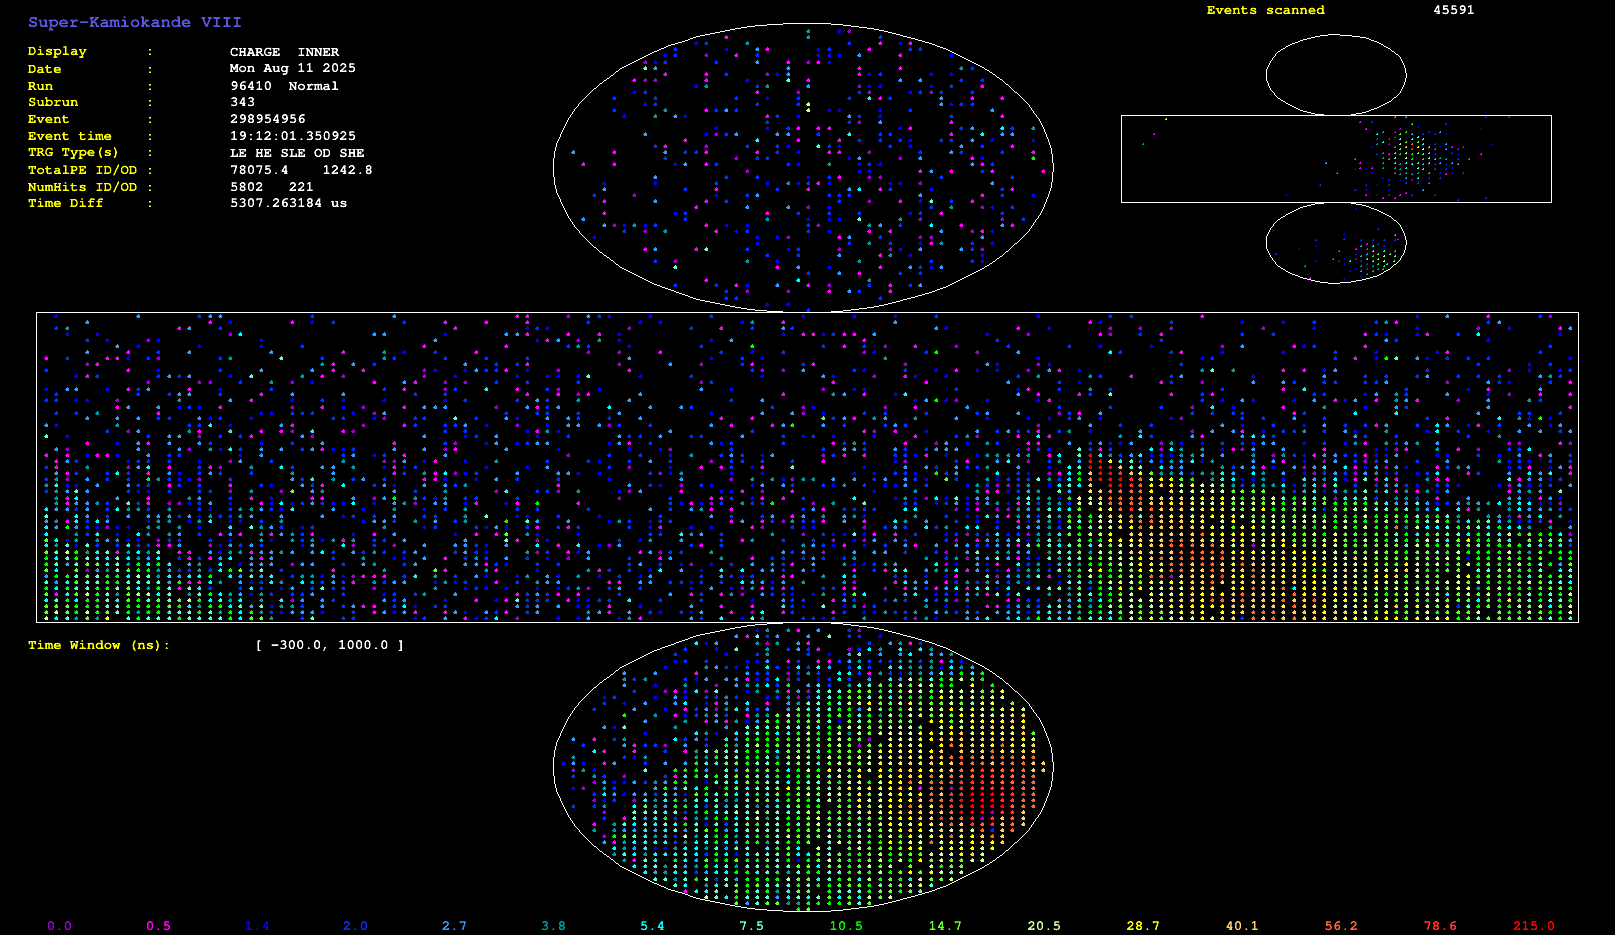 Super-Kamiokande VIII
Events scanned 45591
Display : CHARGE INNER
Date : Mon Aug 11 2025
Run : 96410 Normal
Subrun : 343
Event : 298954956
Event time : 19:12:01.350925
TRG Type(s) : LE HE SLE OD SHE
TotalPE ID/OD : 78075.4 1242.8
NumHits ID/OD : 5802 221
Time Diff : 5307.263184 us
Time Window (ns): [ -300.0, 1000.0 ]
0.0 0.5 1.4 2.0 2.7 3.8 5.4 7.5 10.5 14.7 20.5 28.7 40.1 56.2 78.6 215.0